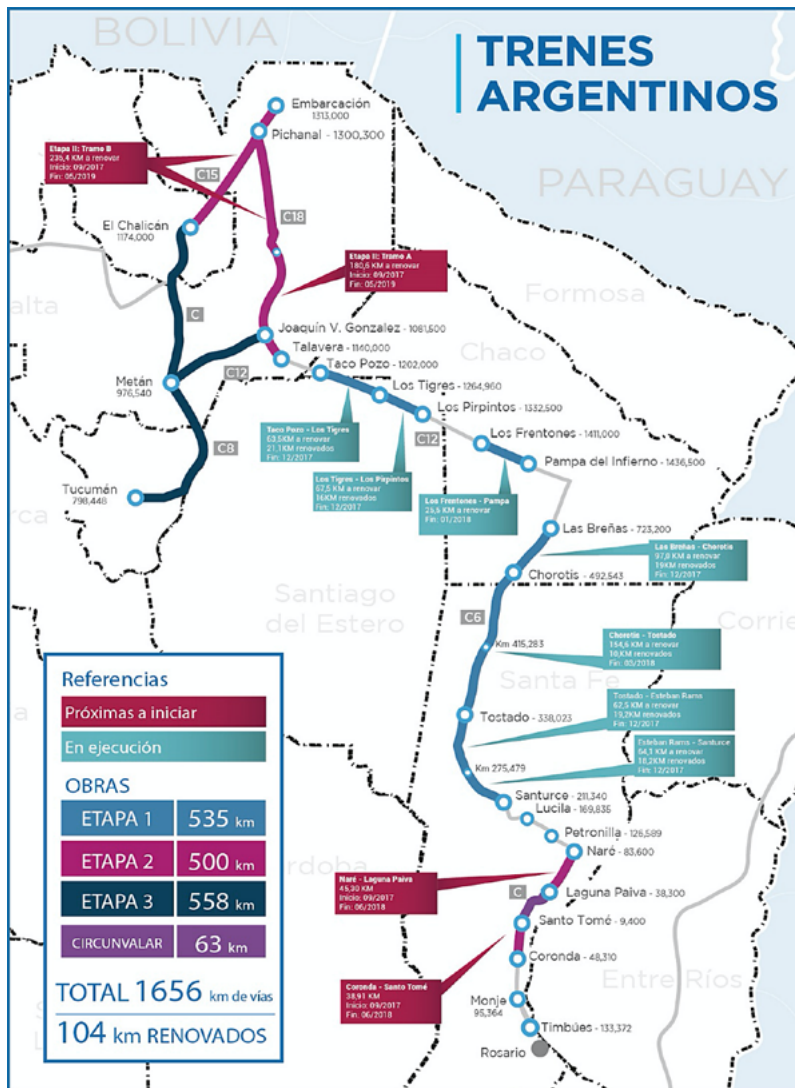 BOLIVIA
TRENES
ARGENTINOS
Embarcación
1313,000
Pichanal - 1300,300
Etapa II: Tramo B
235,4 KM a renovar
Inicio: 09/2017
Fin: 05/2019
C15
PARAGUAY
C18
El Chalicán
1174,000
Etapa II: Tramo A
180,6 KM a renovar
Inicio: 09/2017
Fin: 05/2019
Formosa
alta
C
Joaquín V. Gonzalez - 1081,500
Talavera - 1140,000
Chaco
Taco Pozo - 1202,000
C12
Metán
976,540
Los Tigres - 1264,960
Los Pirpintos - 1332,500
Taco Pozo - Los Tigres
63,5KM a renovar
21,1KM renovados
Fin: 12/2017
C12
Los Frentones - 1411,000
C8
Pampa del Infierno - 1436,500
Los Tigres - Los Pirpintos
67,5 KM a renovar
16KM renovados
Fin: 12/2017
Tucumán
798,448
Los Frentones - Pampa
25,5 KM a renovar
Fin: 01/2018
rca
Las Breñas - 723,200
Las Breñas - Chorotis
97,8 KM a renovar
19KM renovados
Fin: 12/2017
Chorotis - 492,543
Santiago
del Estero
C6
Corrie
Km 415,283
Chorotis - Tostado
154,6 KM a renovar
10,KM renovados
Fin: 03/2018
Santa Fe
Tostado - 338,023
Tostado - Esteban Rams
62,5 KM a renovar
19,2KM renovados
Fin: 12/2017
Esteban Rams - Santurce
64,1 KM a renovar
18,2KM renovados
Fin: 12/2017
Km 275,479
Santurce - 211,340
Lucila - 169,835
Petronilla - 126,589
Naré - 83,600
rdoba
Naré - Laguna Paiva
45,30 KM
Inicio: 09/2017
Fin: 06/2018
C
Laguna Paiva - 38,300
Santo Tomé - 9,400
Coronda - 48,310
Entre Ríos
Coronda - Santo Tomé
38,91 KM
Inicio: 09/2017
Fin: 06/2018
Monje
95,364
Timbúes - 133,372
Rosario
Referencias
Próximas a iniciar
En ejecución
OBRAS
ETAPA 1 535 km
ETAPA 2 500 km
ETAPA 3 558 km
CIRCUNVALAR 63 km
TOTAL 1656 km de vías
104 km RENOVADOS